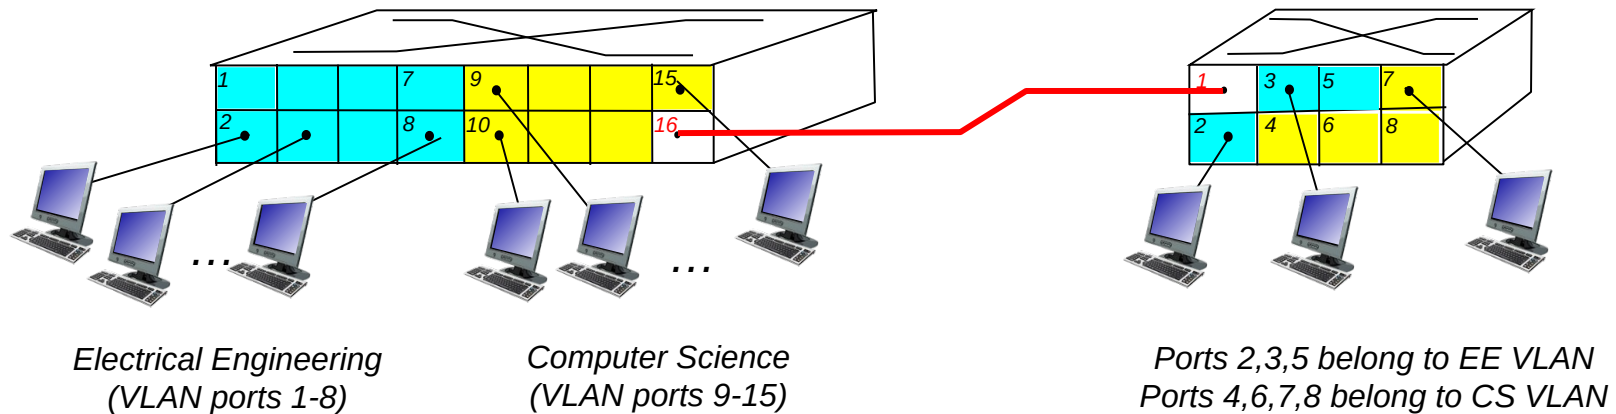 1 7 9 15
2 8 10 16
1 3 5 7
2 4 6 8
... ...
Electrical Engineering
(VLAN ports 1-8)
Computer Science
(VLAN ports 9-15)
Ports 2,3,5 belong to EE VLAN
Ports 4,6,7,8 belong to CS VLAN